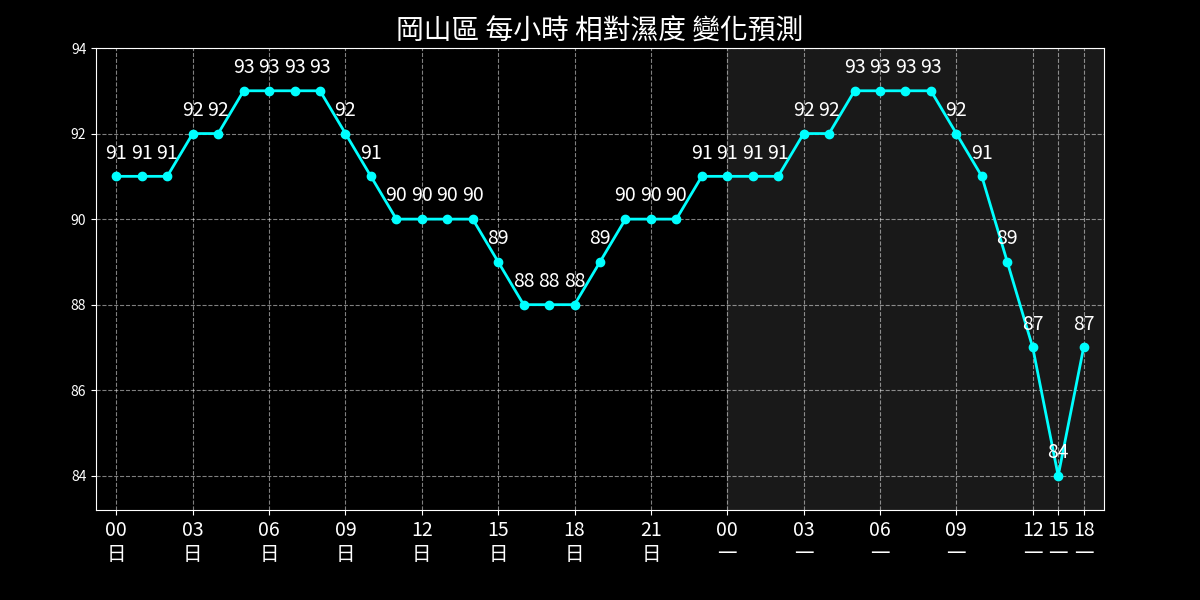 岡山區 每小時 相對濕度 變化預測
94
93 93 93 93 93 93 93 93
92 92 92 92 92 92
92
91 91 91 91 91 91 91 91 91
90 90 90 90 90 90 90
90
89 89 89
88 88 88
88
87 87
86
84
84
00 03 06 09 12 15 18 21 00 03 06 09 12 15 18
日 日 日 日 日 日 日 日 一 一 一 一 一 一 一